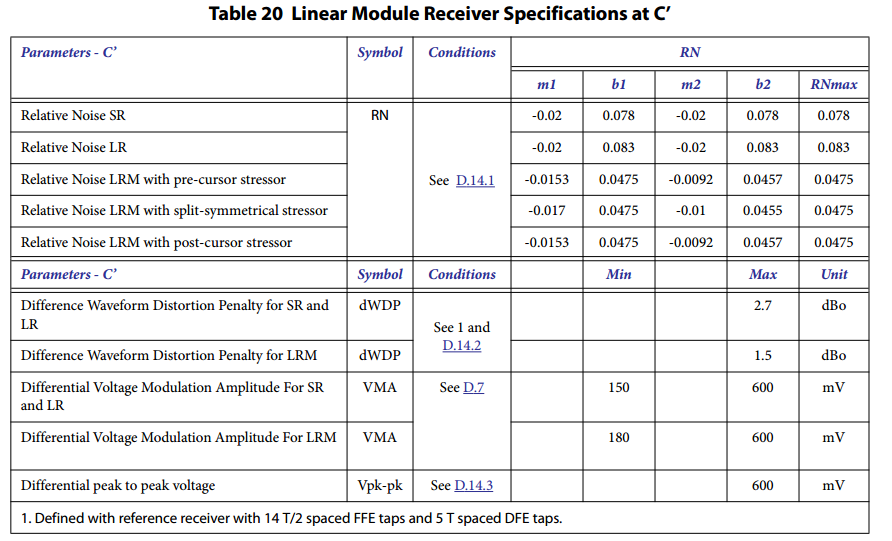 Table 20 Linear Module Receiver Specifications at C’
Parameters - C’ Symbol Conditions RN
m1 b1 m2 b2 RNmax
Relative Noise SR RN See D.14.1 -0.02 0.078 -0.02 0.078 0.078
Relative Noise LR -0.02 0.083 -0.02 0.083 0.083
Relative Noise LRM with pre-cursor stressor -0.0153 0.0475 -0.0092 0.0457 0.0475
Relative Noise LRM with split-symmetrical stressor -0.017 0.0475 -0.01 0.0455 0.0475
Relative Noise LRM with post-cursor stressor -0.0153 0.0475 -0.0092 0.0457 0.0475
Parameters - C’ Symbol Conditions Min Max Unit
Difference Waveform Distortion Penalty for SR and
LR dWDP See 1 and
D.14.2 2.7 dBo
Difference Waveform Distortion Penalty for LRM dWDP 1.5 dBo
Differential Voltage Modulation Amplitude For SR
and LR VMA See D.7 150 600 mV
Differential Voltage Modulation Amplitude For LRM VMA 180 600 mV
Differential peak to peak voltage Vpk-pk See D.14.3 600 mV
1. Defined with reference receiver with 14 T/2 spaced FFE taps and 5 T spaced DFE taps.